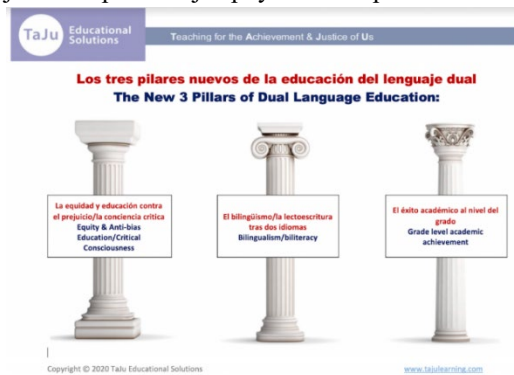 TaJu
Educational
Solutions
Teaching for the Achievement & Justice of Us
Los tres pilares nuevos de la educación del lenguaje dual
The New 3 Pillars of Dual Language Education:
La equidad y educación contra
el prejuicio/la conciencia crítica
Equity & Anti-bias
Education/Critical
Consciousness
El bilingüismo/la lectoescritura
tras dos idiomas
Bilingualism/biliteracy
El éxito académico al nivel del
grado
Grade level academic
achievement
Copyright © 2020 TaJu Educational Solutions
www.tajulearning.com